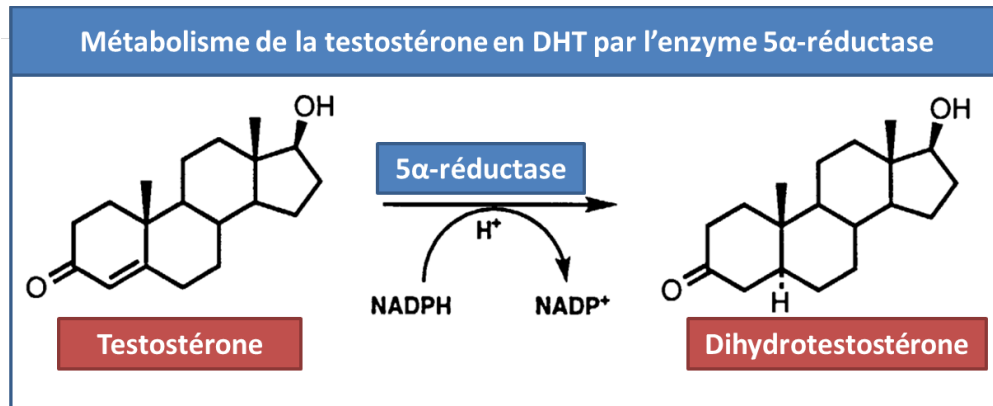 Métabolisme de la testostérone en DHT par l'enzyme 5α-réductase
OH
O
Testostérone
5α-réductase
H⁺
NADPH
NADP⁺
OH
O
H
Dihydrotestostérone